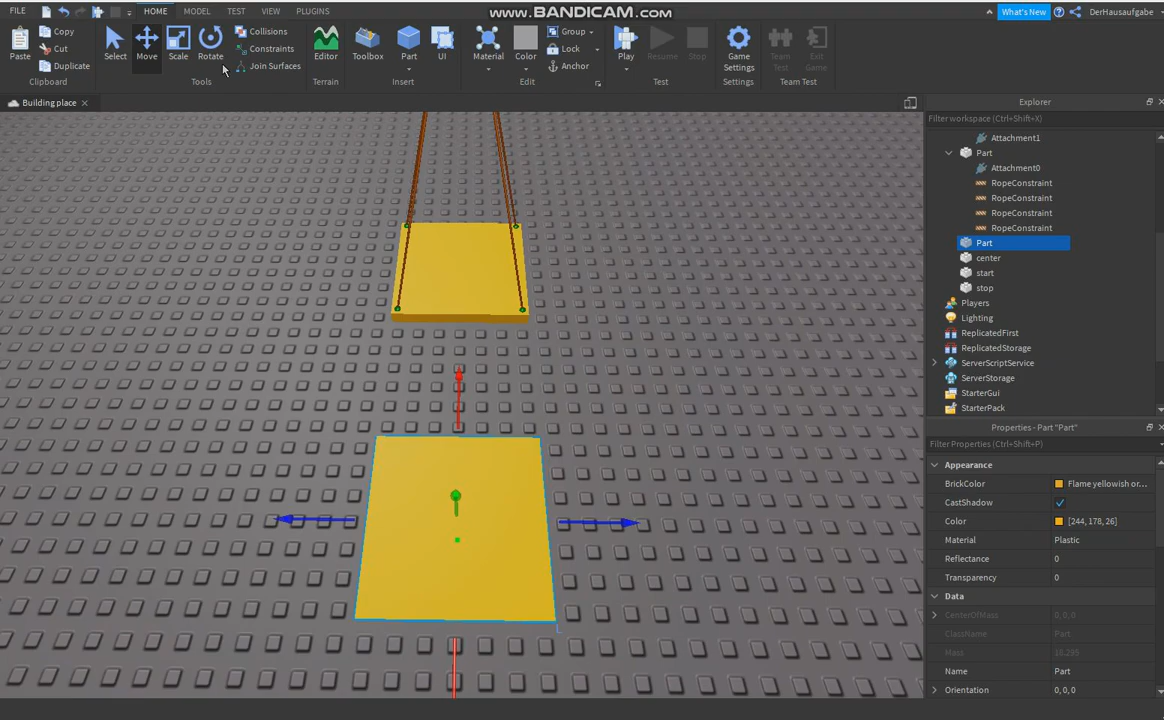 WWW.BANDICAM.COM
FILE HOME MODEL TEST VIEW PLUGINS What's New DerHausaufgabe
Paste Copy Cut Duplicate Select Move Scale Rotate Collisions Constraints Join Surfaces Editor Toolbox Part UI Material Color Group Lock Anchor Play Resume Stop Game Settings Team Test Exit Game
Clipboard Tools Terrain Insert Edit Test Settings Team Test
Building place
Explorer
Filter workspace (Ctrl+Shift+X)
Attachment1
Part
Attachment0
RopeConstraint
RopeConstraint
RopeConstraint
RopeConstraint
Part
center
start
stop
Players
Lighting
ReplicatedFirst
ReplicatedStorage
ServerScriptService
ServerStorage
StarterGui
StarterPack
Properties - Part "Part"
Filter Properties (Ctrl+Shift+P)
Appearance
BrickColor Flame yellowish or...
CastShadow
Color [244, 178, 26]
Material Plastic
Reflectance 0
Transparency 0
Data
CenterOfMass 0,0,0
ClassName Part
Mass 16.299
Name Part
Orientation 0,0,0
L